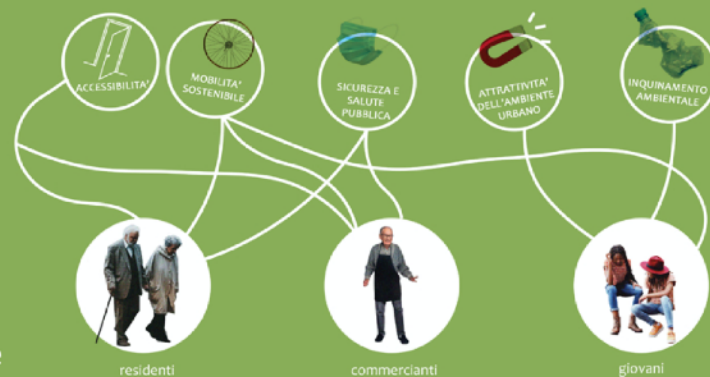 ACCESSIBILITA'
MOBILITA'
SOSTENIBILE
SICUREZZA E
SALUTE
PUBBLICA
ATTRATTIVITA'
DELL'AMBIENTE
URBANO
INQUINAMENTO
AMBIENTALE
residenti
commercianti
giovani